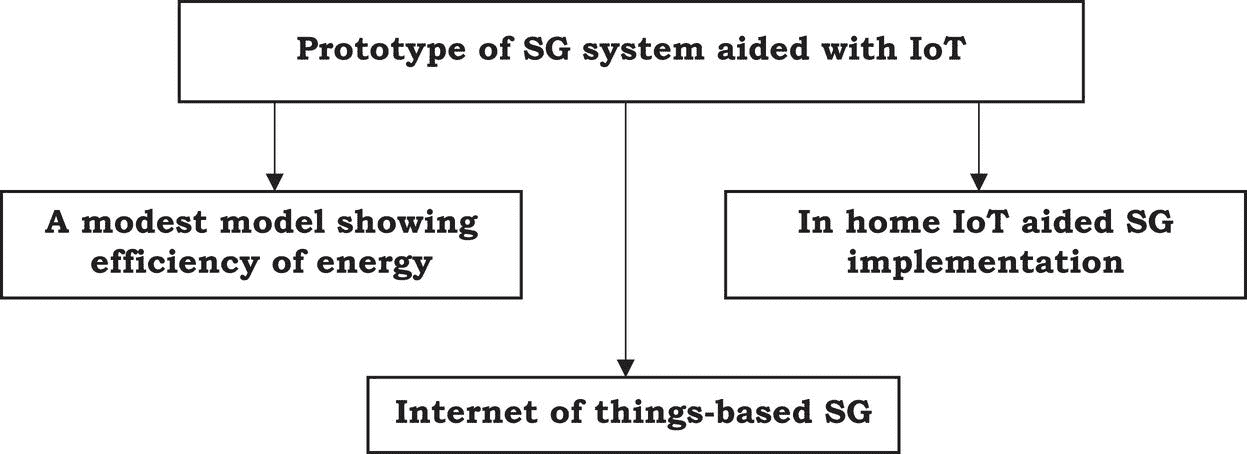 Prototype of SG system aided with IoT
A modest model showing
efficiency of energy
In home IoT aided SG
implementation
Internet of things-based SG